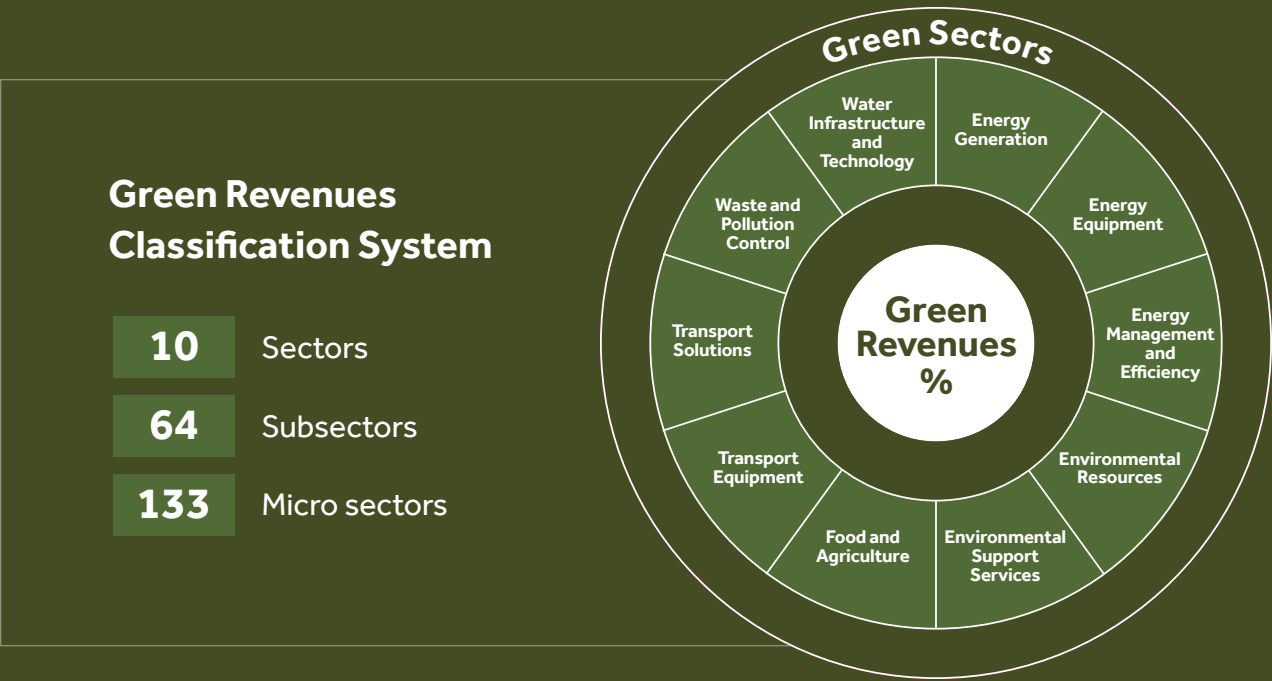 Green Revenues
Classification System
10 Sectors
64 Subsectors
133 Micro sectors
Green Sectors
Energy
Generation
Energy
Equipment
Energy
Management
and
Efficiency
Environmental
Resources
Environmental
Support
Services
Food and
Agriculture
Transport
Equipment
Transport
Solutions
Waste and
Pollution
Control
Water
Infrastructure
and
Technology
Green
Revenues
%